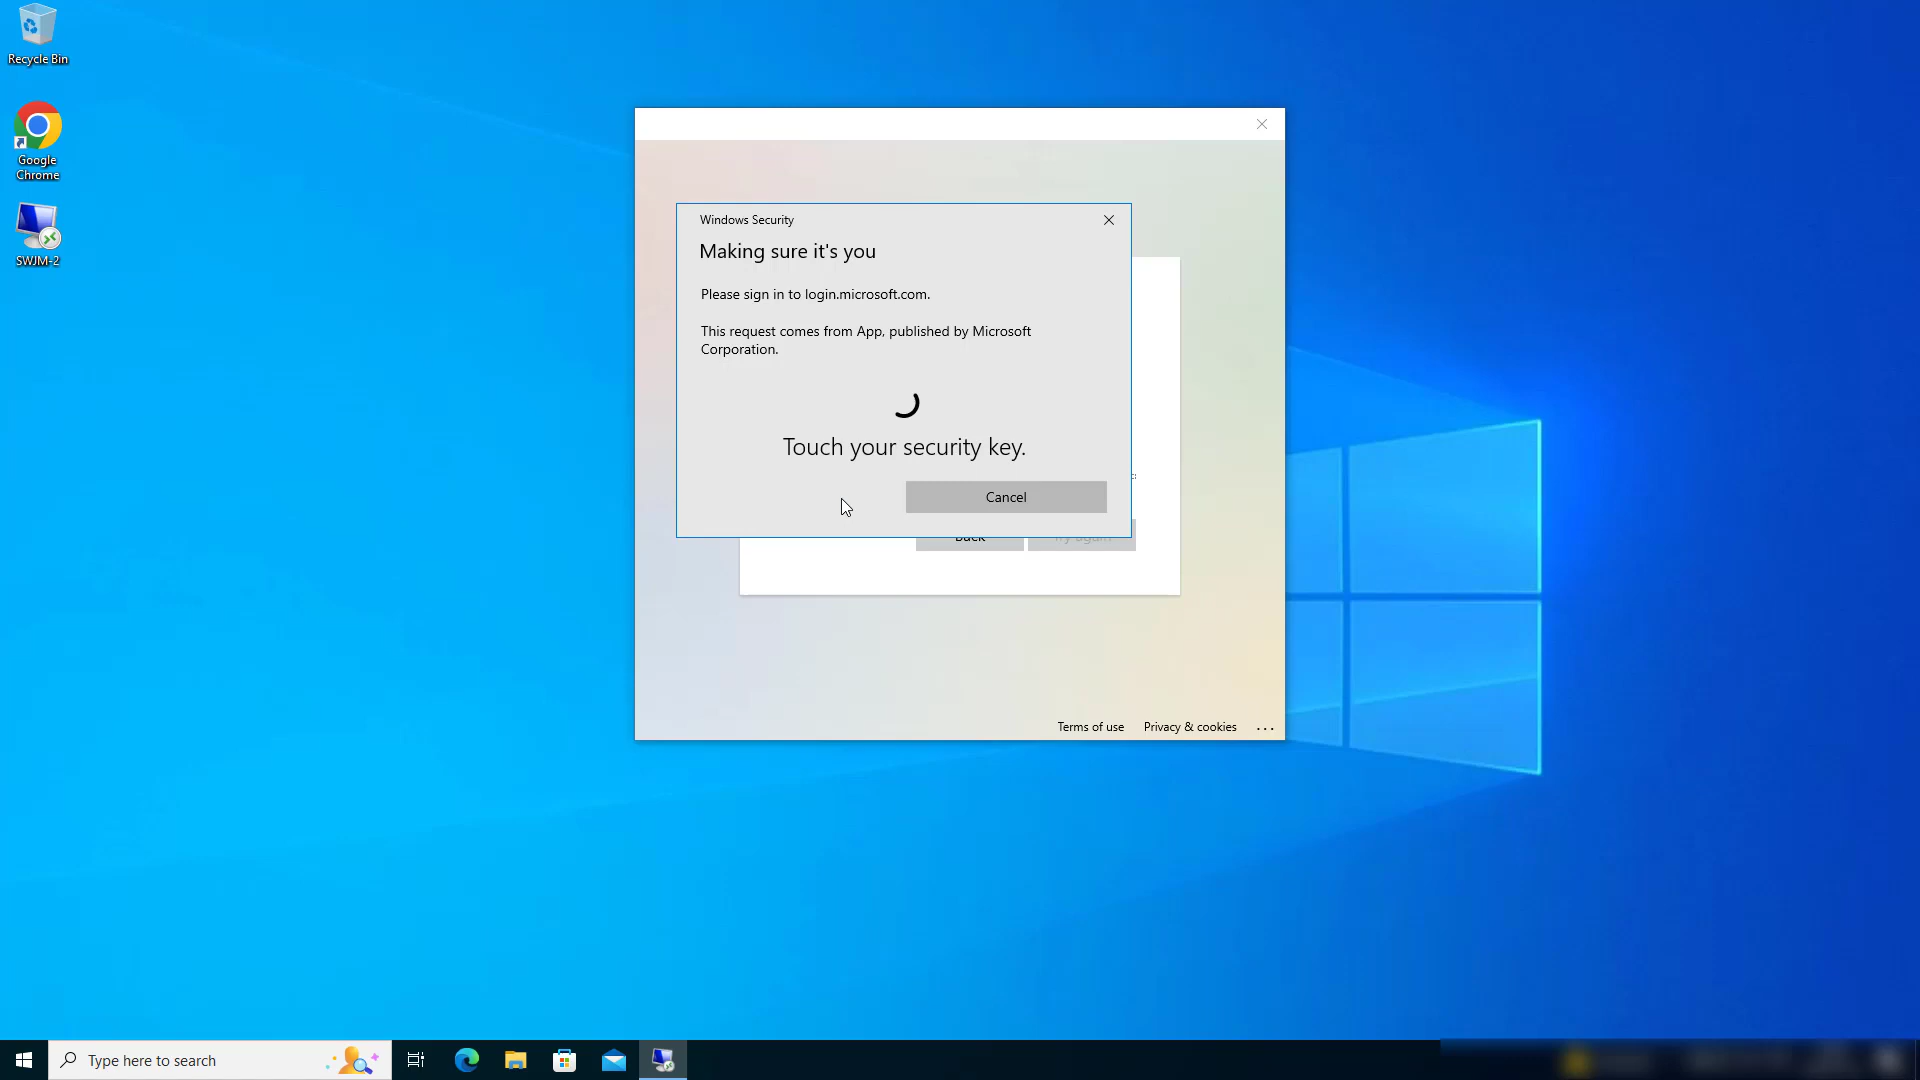 Recycle Bin
Google
Chrome
SWJM-2
Windows Security
Making sure it's you
Please sign in to login.microsoft.com.
This request comes from App, published by Microsoft
Corporation.
Touch your security key.
Cancel
Back
Try again
Terms of use
Privacy & cookies
...
Type here to search